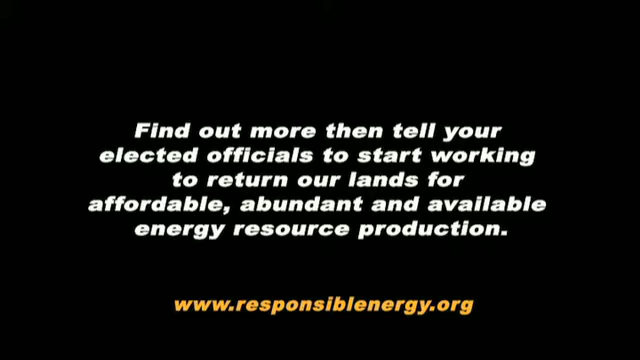 Find out more then tell your
elected officials to start working
to return our lands for
affordable, abundant and available
energy resource production.
www.responsiblenergy.org